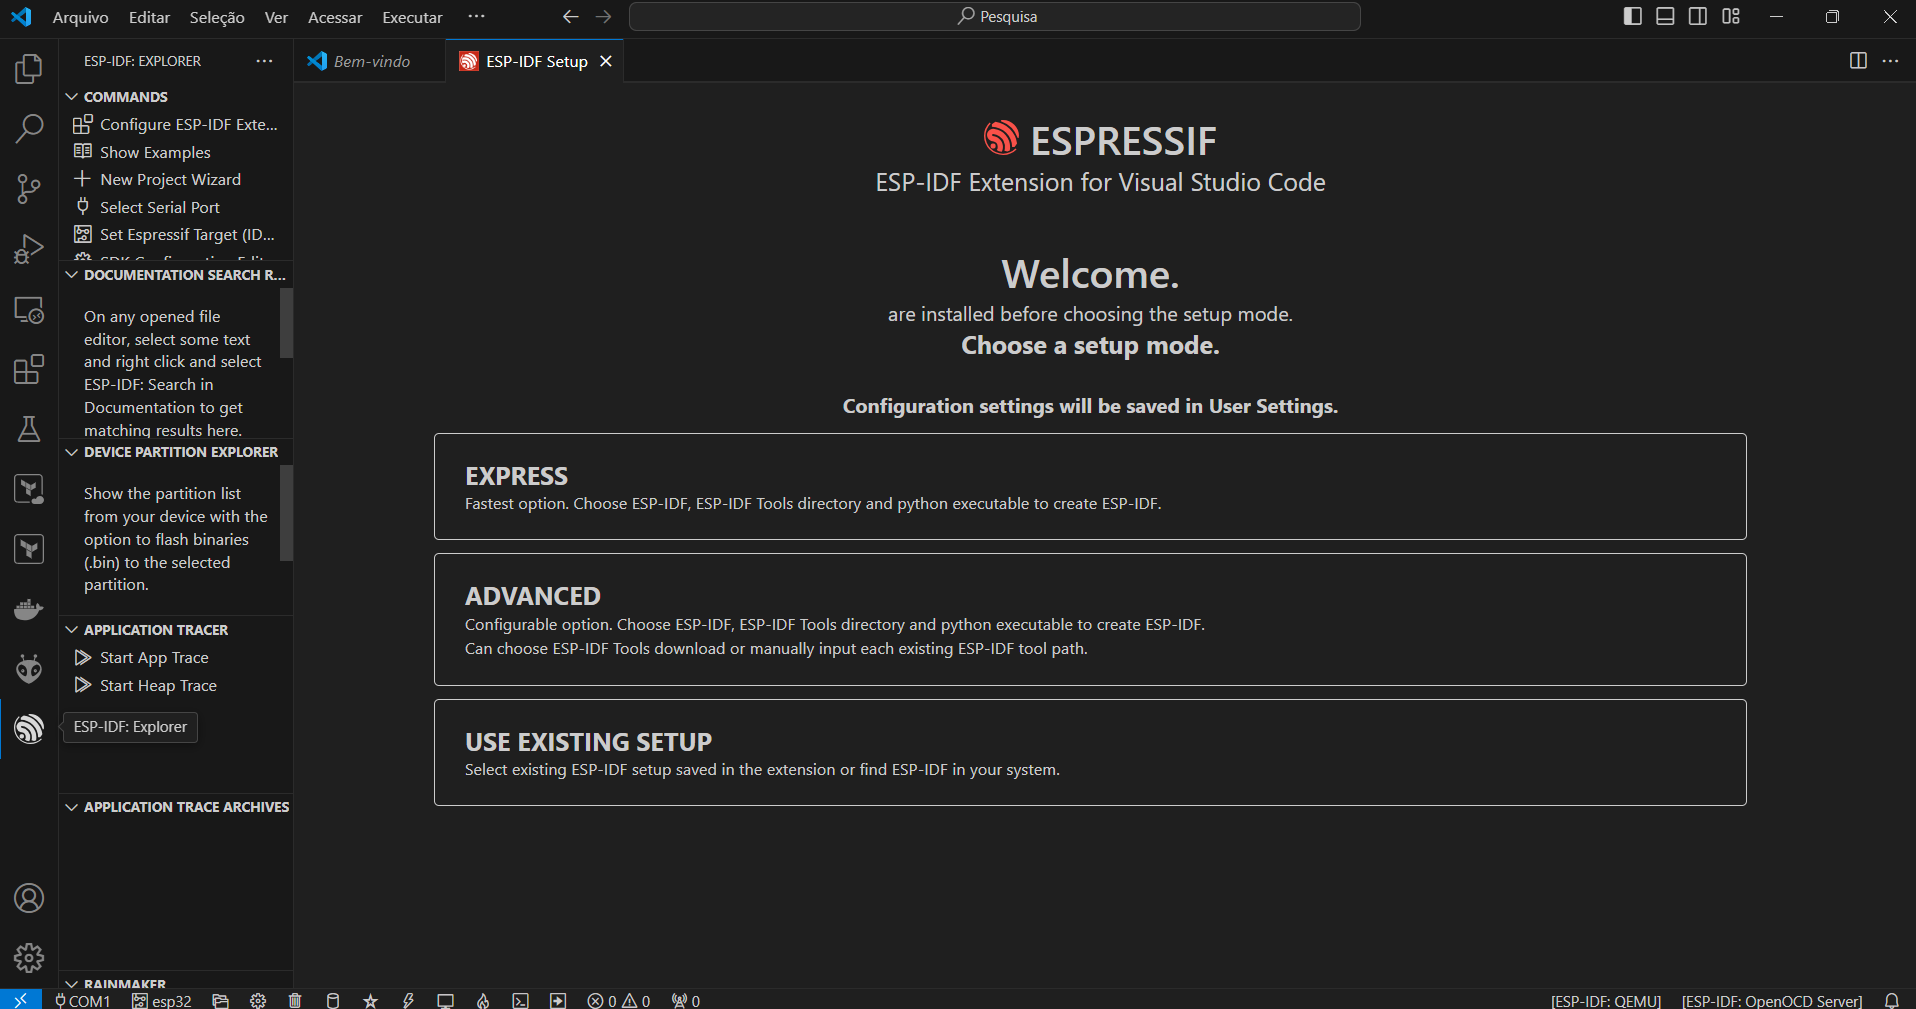 Arquivo Editar Seleção Ver Acessar Executar ··· Pesquisa
ESP-IDF: EXPLORER ···
Bem-vindo
ESP-IDF Setup
COMMANDS
Configure ESP-IDF Exte...
Show Examples
New Project Wizard
Select Serial Port
Set Espressif Target (ID...
DOCUMENTATION SEARCH R...
On any opened file
editor, select some text
and right click and select
ESP-IDF: Search in
Documentation to get
matching results here.
DEVICE PARTITION EXPLORER
Show the partition list
from your device with the
option to flash binaries
(.bin) to the selected
partition.
APPLICATION TRACER
Start App Trace
Start Heap Trace
ESP-IDF: Explorer
APPLICATION TRACE ARCHIVES
RAINMAKER
ESPRESSIF
ESP-IDF Extension for Visual Studio Code
Welcome.
are installed before choosing the setup mode.
Choose a setup mode.
Configuration settings will be saved in User Settings.
EXPRESS
Fastest option. Choose ESP-IDF, ESP-IDF Tools directory and python executable to create ESP-IDF.
ADVANCED
Configurable option. Choose ESP-IDF, ESP-IDF Tools directory and python executable to create ESP-IDF.
Can choose ESP-IDF Tools download or manually input each existing ESP-IDF tool path.
USE EXISTING SETUP
Select existing ESP-IDF setup saved in the extension or find ESP-IDF in your system.
COM1 esp32 0 0 0 [ESP-IDF: QEMU] [ESP-IDF: OpenOCD Server]